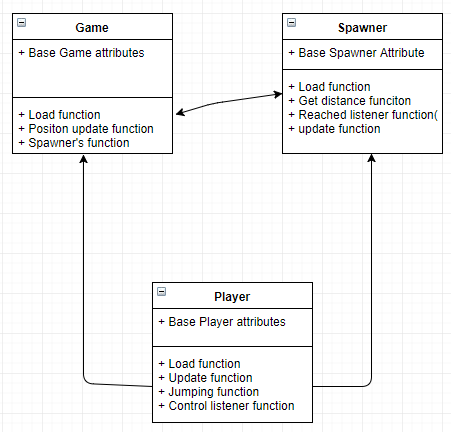 Game
+ Base Game attributes
+ Load function
+ Positon update function
+ Spawner's function
Spawner
+ Base Spawner Attribute
+ Load function
+ Get distance funciton
+ Reached listener function(
+ update function
Player
+ Base Player attributes
+ Load function
+ Update function
+ Jumping function
+ Control listener function